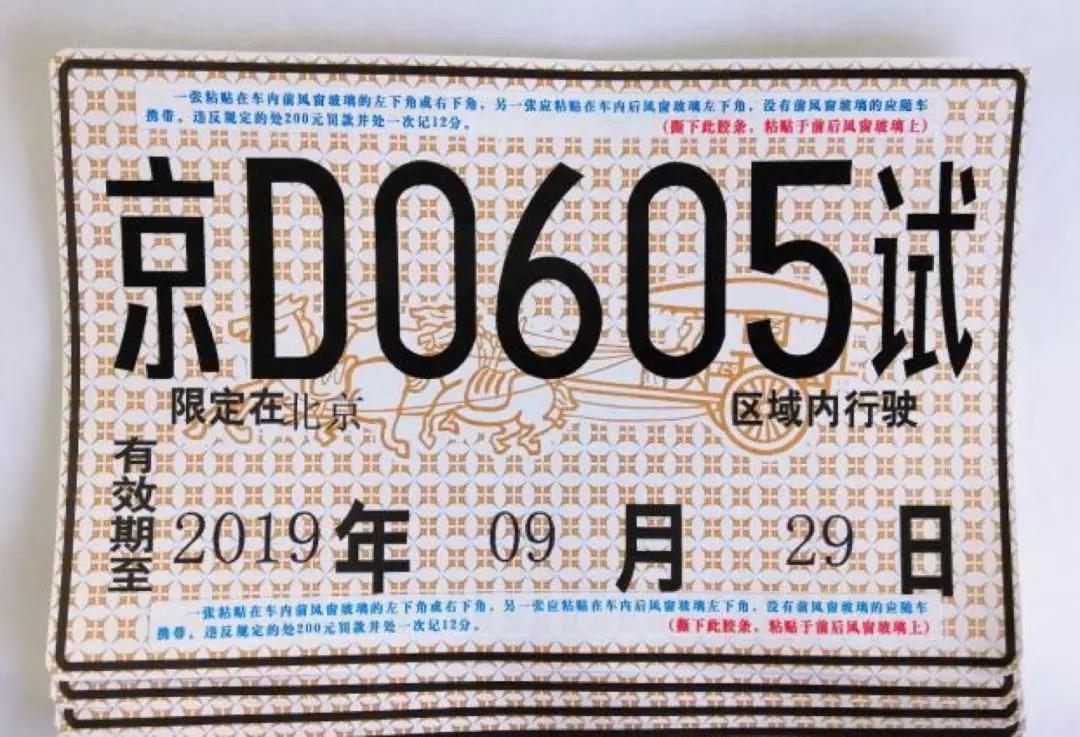 一张粘贴在车内前风窗玻璃的左下角或右下角，另一张应粘贴在车内后风窗玻璃左下角，没有前风窗玻璃的应随车
携带。违反规定的处200元罚款并处一次记12分。 (撕下此胶条，粘贴于前后风窗玻璃上)
京D0605试
限定在北京 区域内行驶
有效期至 2019年 09月 29日
一张粘贴在车内前风窗玻璃的左下角或右下角，另一张应粘贴在车内后风窗玻璃左下角。没有前风窗玻璃的应随车
携带。违反规定的处200元罚款并处一次记12分。 (撕下此胶条，粘贴于前后风窗玻璃上)